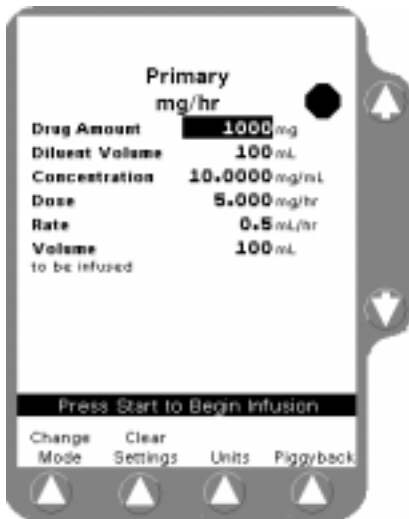 Primary
mg/hr
Drug Amount 1000 mg
Diluent Volume 100 mL
Concentration 10.0000 mg/mL
Dose 5.000 mg/hr
Rate 0.5 mL/hr
Volume 100 mL
to be infused
Press Start to Begin Infusion
Change Clear
Mode Settings Units Piggyback